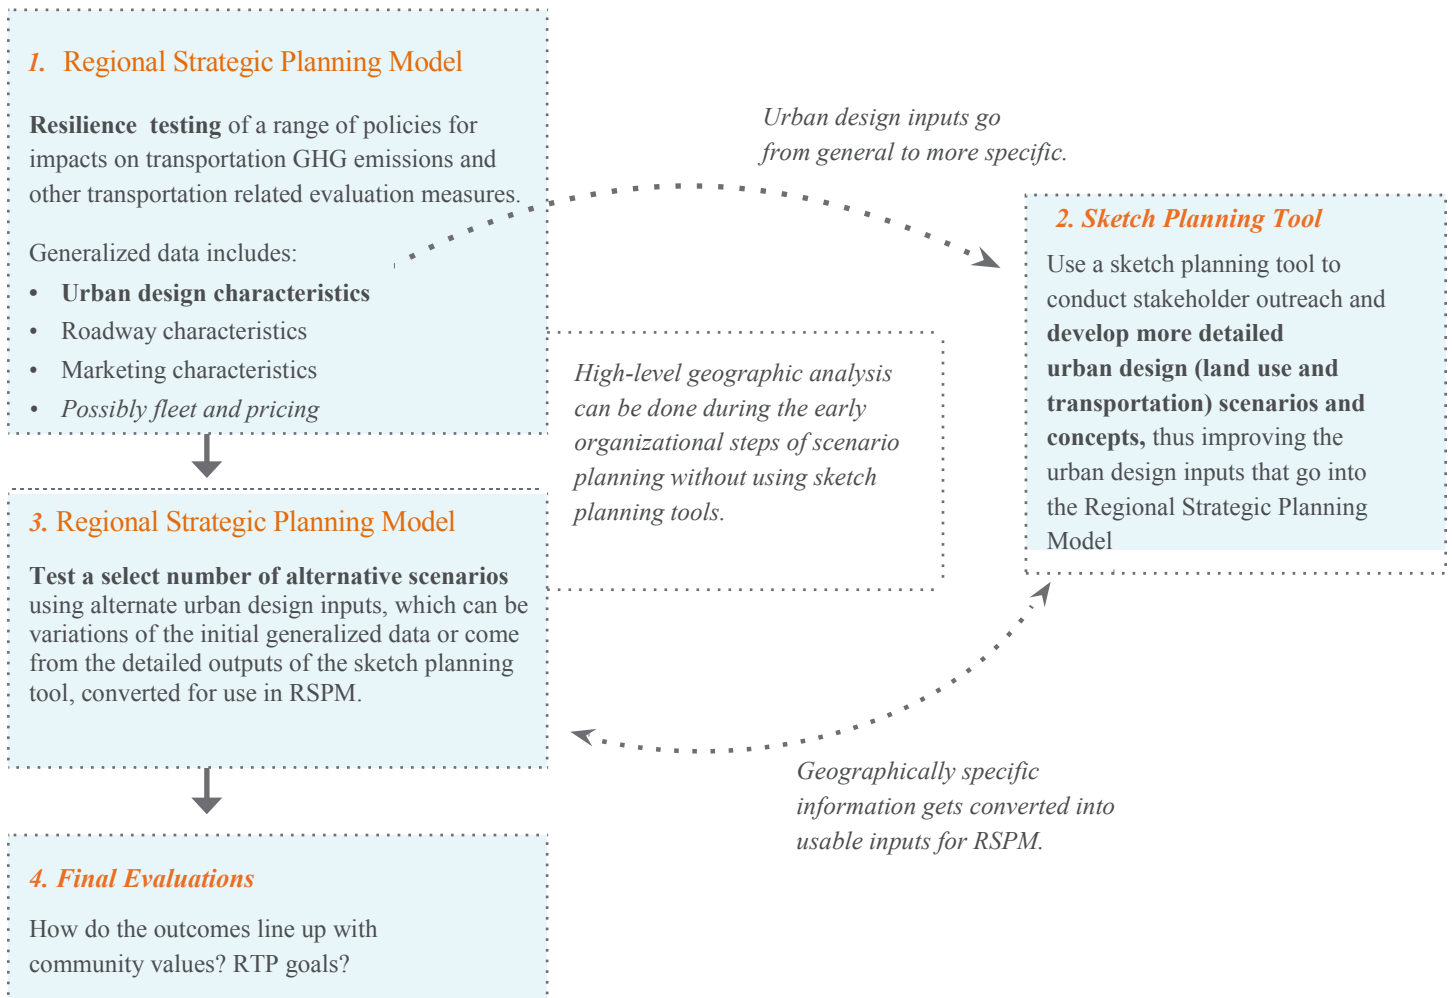 1. Regional Strategic Planning Model
Resilience testing of a range of policies for
impacts on transportation GHG emissions and
other transportation related evaluation measures.
Generalized data includes:
• Urban design characteristics
• Roadway characteristics
• Marketing characteristics
• Possibly fleet and pricing
Urban design inputs go
from general to more specific.
2. Sketch Planning Tool
Use a sketch planning tool to
conduct stakeholder outreach and
develop more detailed
urban design (land use and
transportation) scenarios and
concepts, thus improving the
urban design inputs that go into
the Regional Strategic Planning
Model
High-level geographic analysis
can be done during the early
organizational steps of scenario
planning without using sketch
planning tools.
3. Regional Strategic Planning Model
Test a select number of alternative scenarios
using alternate urban design inputs, which can be
variations of the initial generalized data or come
from the detailed outputs of the sketch planning
tool, converted for use in RSPM.
Geographically specific
information gets converted into
usable inputs for RSPM.
4. Final Evaluations
How do the outcomes line up with
community values? RTP goals?